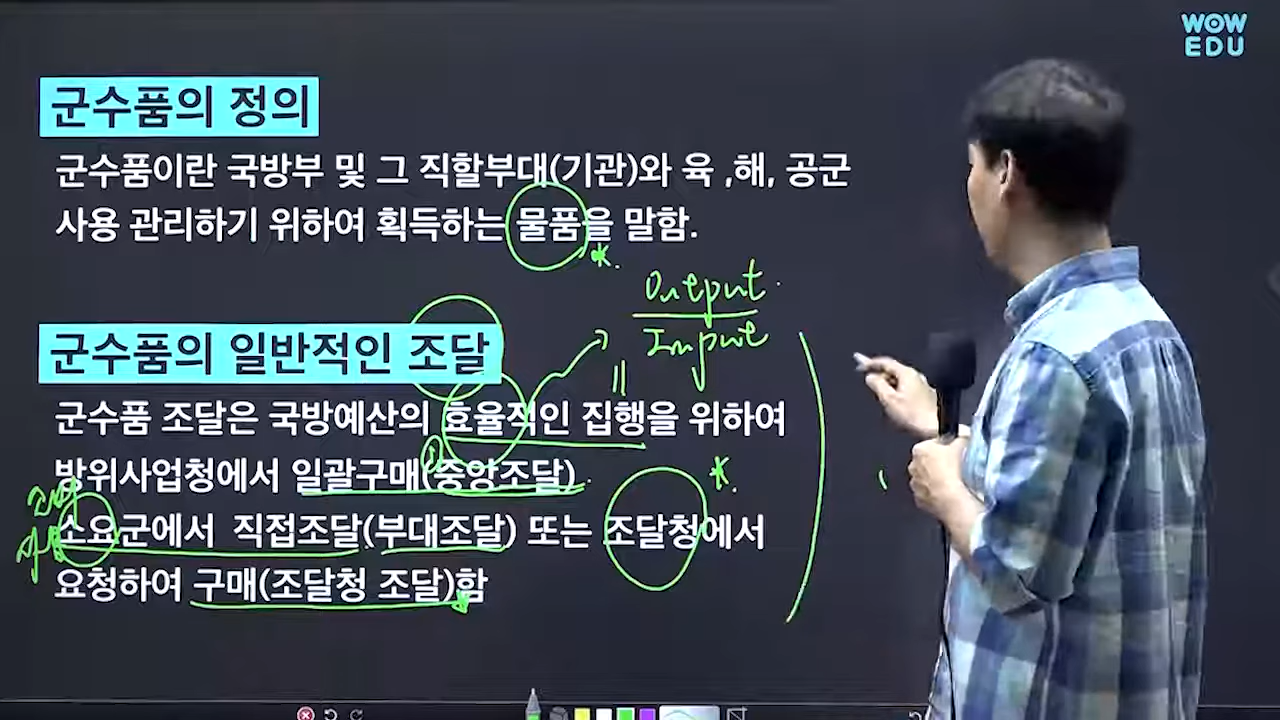 WOW
EDU
군수품의 정의
군수품이란 국방부 및 그 직할부대(기관)와 육 ,해, 공군
사용 관리하기 위하여 획득하는 물품을 말함.
Output
Input
군수품의 일반적인 조달
군수품 조달은 국방예산의 효율적인 집행을 위하여
방위사업청에서 일괄구매(중앙조달)
소요군에서 직접조달(부대조달) 또는 조달청에서
요청하여 구매(조달청 조달)함